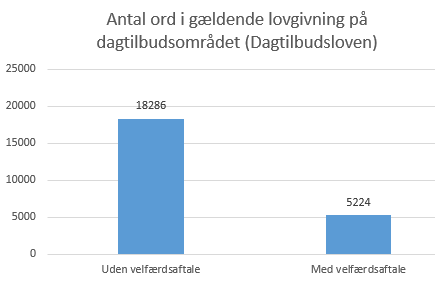 Antal ord i gældende lovgivning på
dagtilbudsområdet (Dagtilbudsloven)
25000
20000
15000
10000
5000
0
18286
5224
Uden velfærdsaftale
Med velfærdsaftale